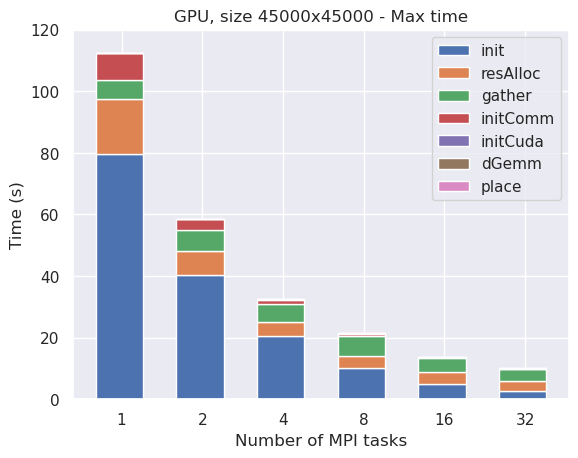 GPU, size 45000x45000 - Max time
120
100
80
60
40
20
0
Time (s)
init
resAlloc
gather
initComm
initCuda
dGemm
place
1 2 4 8 16 32
Number of MPI tasks